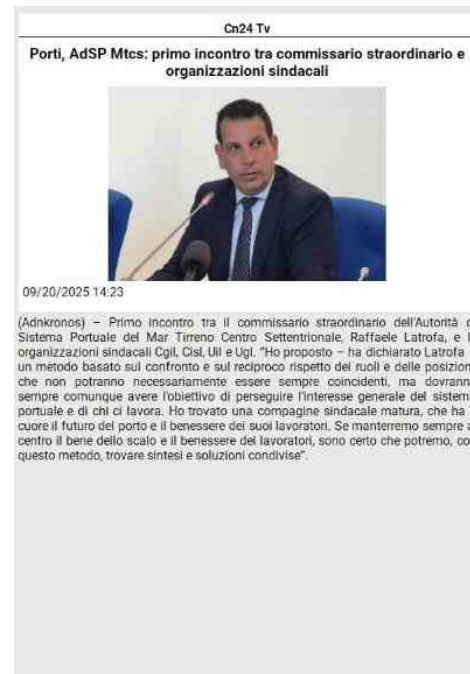 Cn24 Tv
Porti, AdSP Mtcs: primo incontro tra commissario straordinario e
organizzazioni sindacali
09/20/2025 14:23
(Adnkronos) – Primo incontro tra il commissario straordinario dell'Autorità d
Sistema Portuale del Mar Tirreno Centro Settentrionale, Raffaele Latrofa, e l
organizzazioni sindacali Cgil, Cisl, Uil e Ugl. "Ho proposto – ha dichiarato Latrofa
un metodo basato sul confronto e sul reciproco rispetto dei ruoli e delle posizion
che non potranno necessariamente essere sempre coincidenti, ma dovrann
sempre comunque avere l'obiettivo di perseguire l'interesse generale del sistem
portuale e di chi ci lavora. Ho trovato una compagine sindacale matura, che ha
cuore il futuro del porto e il benessere dei suoi lavoratori. Se manterremo sempre a
centro il bene dello scalo e il benessere dei lavoratori, sono certo che potremo, co
questo metodo, trovare sintesi e soluzioni condivise".